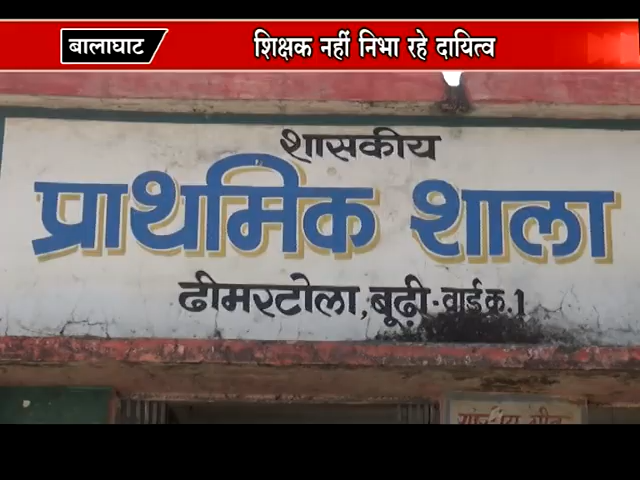 बालाघाट
शिक्षक नहीं निभा रहे दायित्व
शासकीय
प्राथमिक शाला
ढीमरटोला, बूढ़ी-वार्ड क्र.1